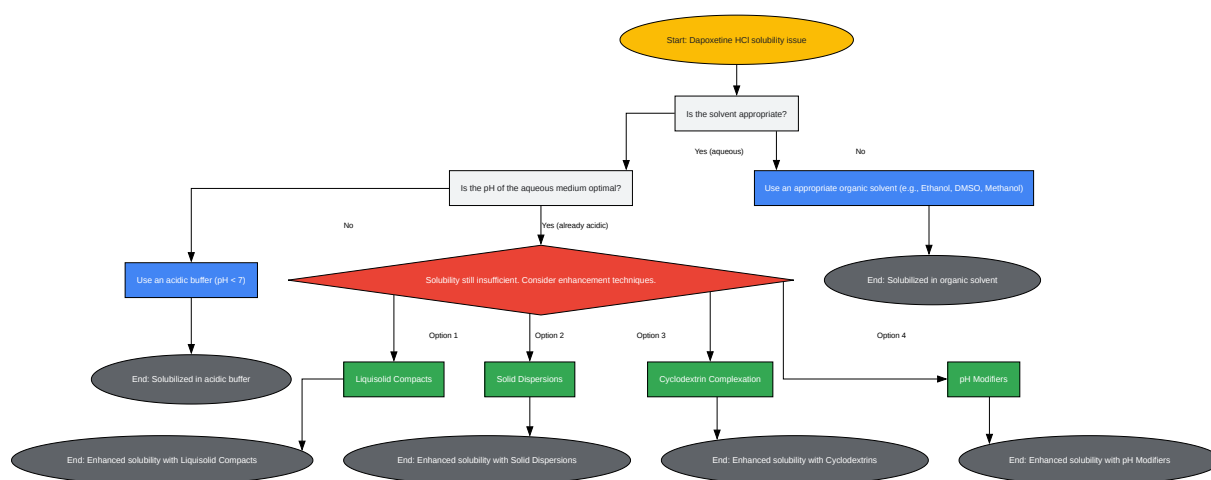 Start: Dapoxetine HCl solubility issue
Is the solvent appropriate?
Yes (aqueous)
No
Is the pH of the aqueous medium optimal?
Use an appropriate organic solvent (e.g., Ethanol, DMSO, Methanol)
No
Yes (already acidic)
Use an acidic buffer (pH < 7)
Solubility still insufficient. Consider enhancement techniques.
End: Solubilized in organic solvent
Option 1
Option 2
Option 3
Option 4
End: Solubilized in acidic buffer
Liquisolid Compacts
Solid Dispersions
Cyclodextrin Complexation
pH Modifiers
End: Enhanced solubility with Liquisolid Compacts
End: Enhanced solubility with Solid Dispersions
End: Enhanced solubility with Cyclodextrins
End: Enhanced solubility with pH Modifiers